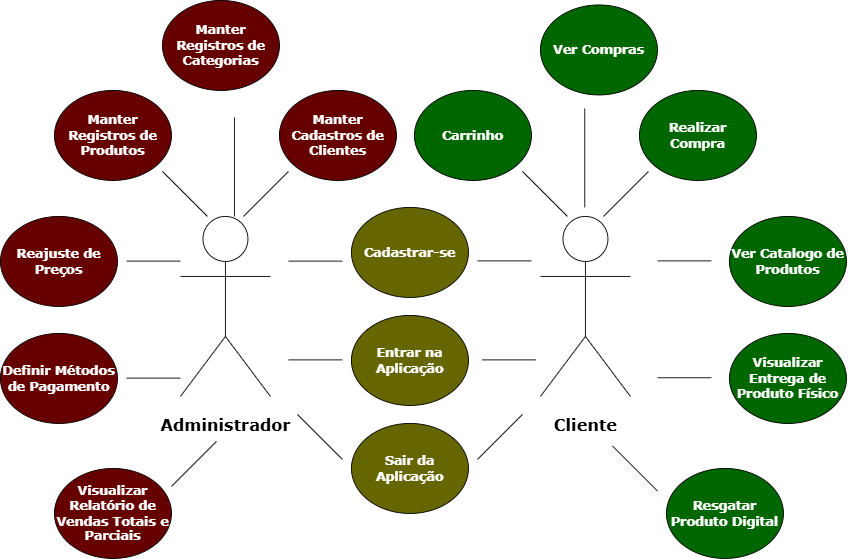 Manter
Registros de
Categorias
Ver Compras
Manter
Registros de
Produtos
Manter
Cadastros de
Clientes
Carrinho
Realizar
Compra
Reajuste de
Preços
Cadastrar-se
Ver Catalogo de
Produtos
Definir Métodos
de Pagamento
Entrar na
Aplicação
Visualizar
Entrega de
Produto Físico
Administrador
Cliente
Sair da
Aplicação
Visualizar
Relatório de
Vendas Totais e
Parciais
Resgatar
Produto Digital